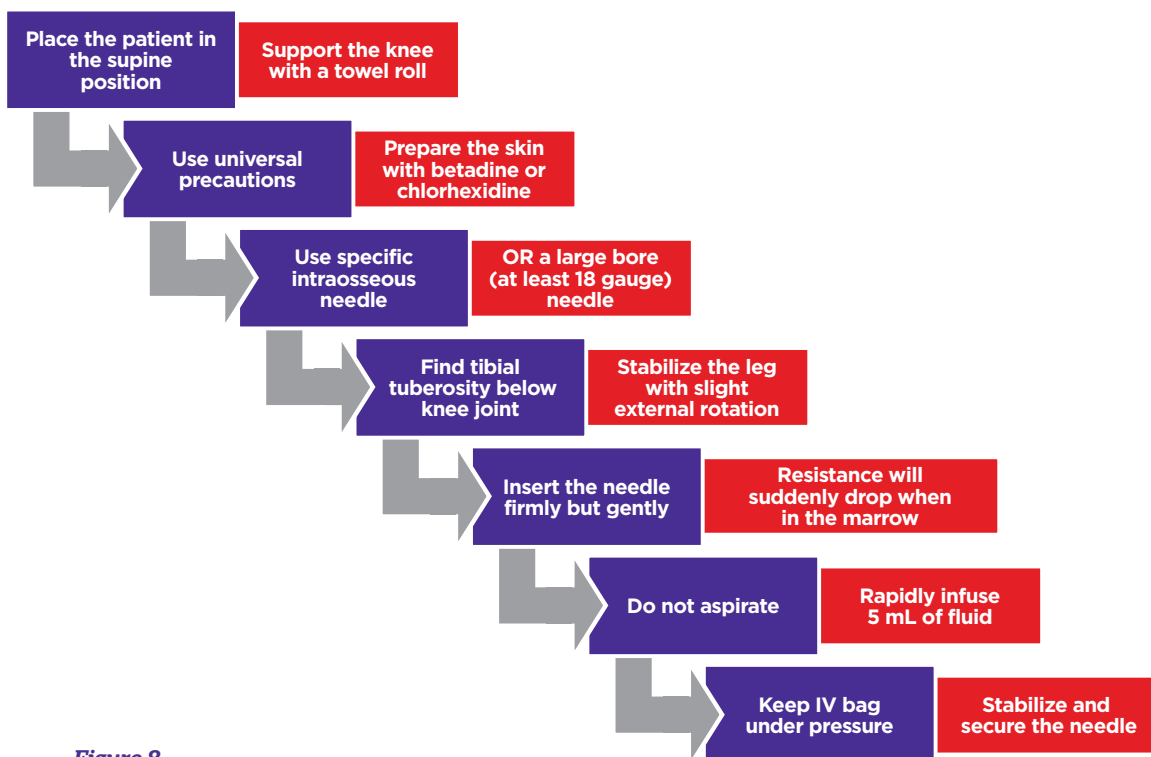 Place the patient in
the supine
position
Support the knee
with a towel roll
Use universal
precautions
Prepare the skin
with betadine or
chlorhexidine
Use specific
intraosseous
needle
OR a large bore
(at least 18 gauge)
needle
Find tibial
tuberosity below
knee joint
Stabilize the leg
with slight
external rotation
Insert the needle
firmly but gently
Resistance will
suddenly drop when
in the marrow
Do not aspirate
Rapidly infuse
5 mL of fluid
Keep IV bag
under pressure
Stabilize and
secure the needle